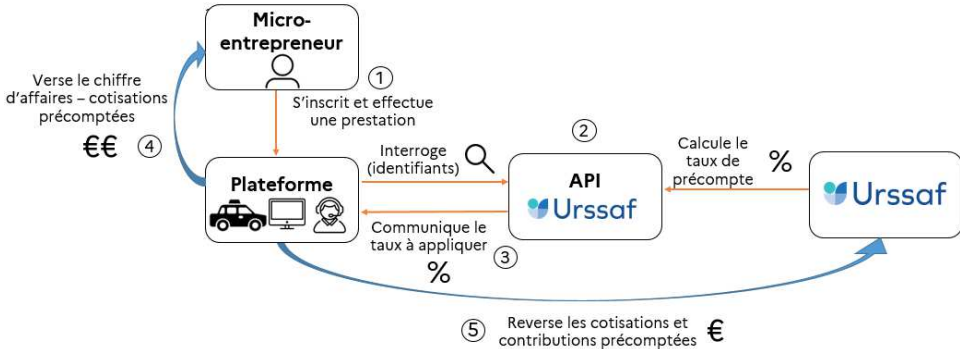 Micro-
entrepreneur
①
S'inscrit et effectue
une prestation
Verse le chiffre
d'affaires – cotisations
précomptées
€€ ④
Plateforme
Interroge
(identifiants)
②
API
Urssaf
Calcule le
taux de
précompte
%
Urssaf
Communique le
taux à appliquer
%
③
⑤
Reverse les cotisations et
contributions précomptées
€